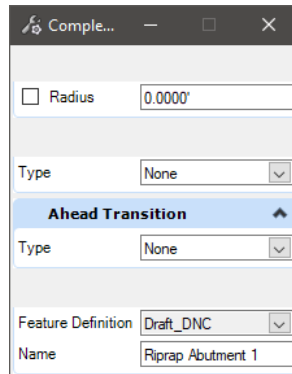 Comple...
Radius 0.0000'
Type None
Ahead Transition
Type None
Feature Definition Draft_DNC
Name Riprap Abutment 1